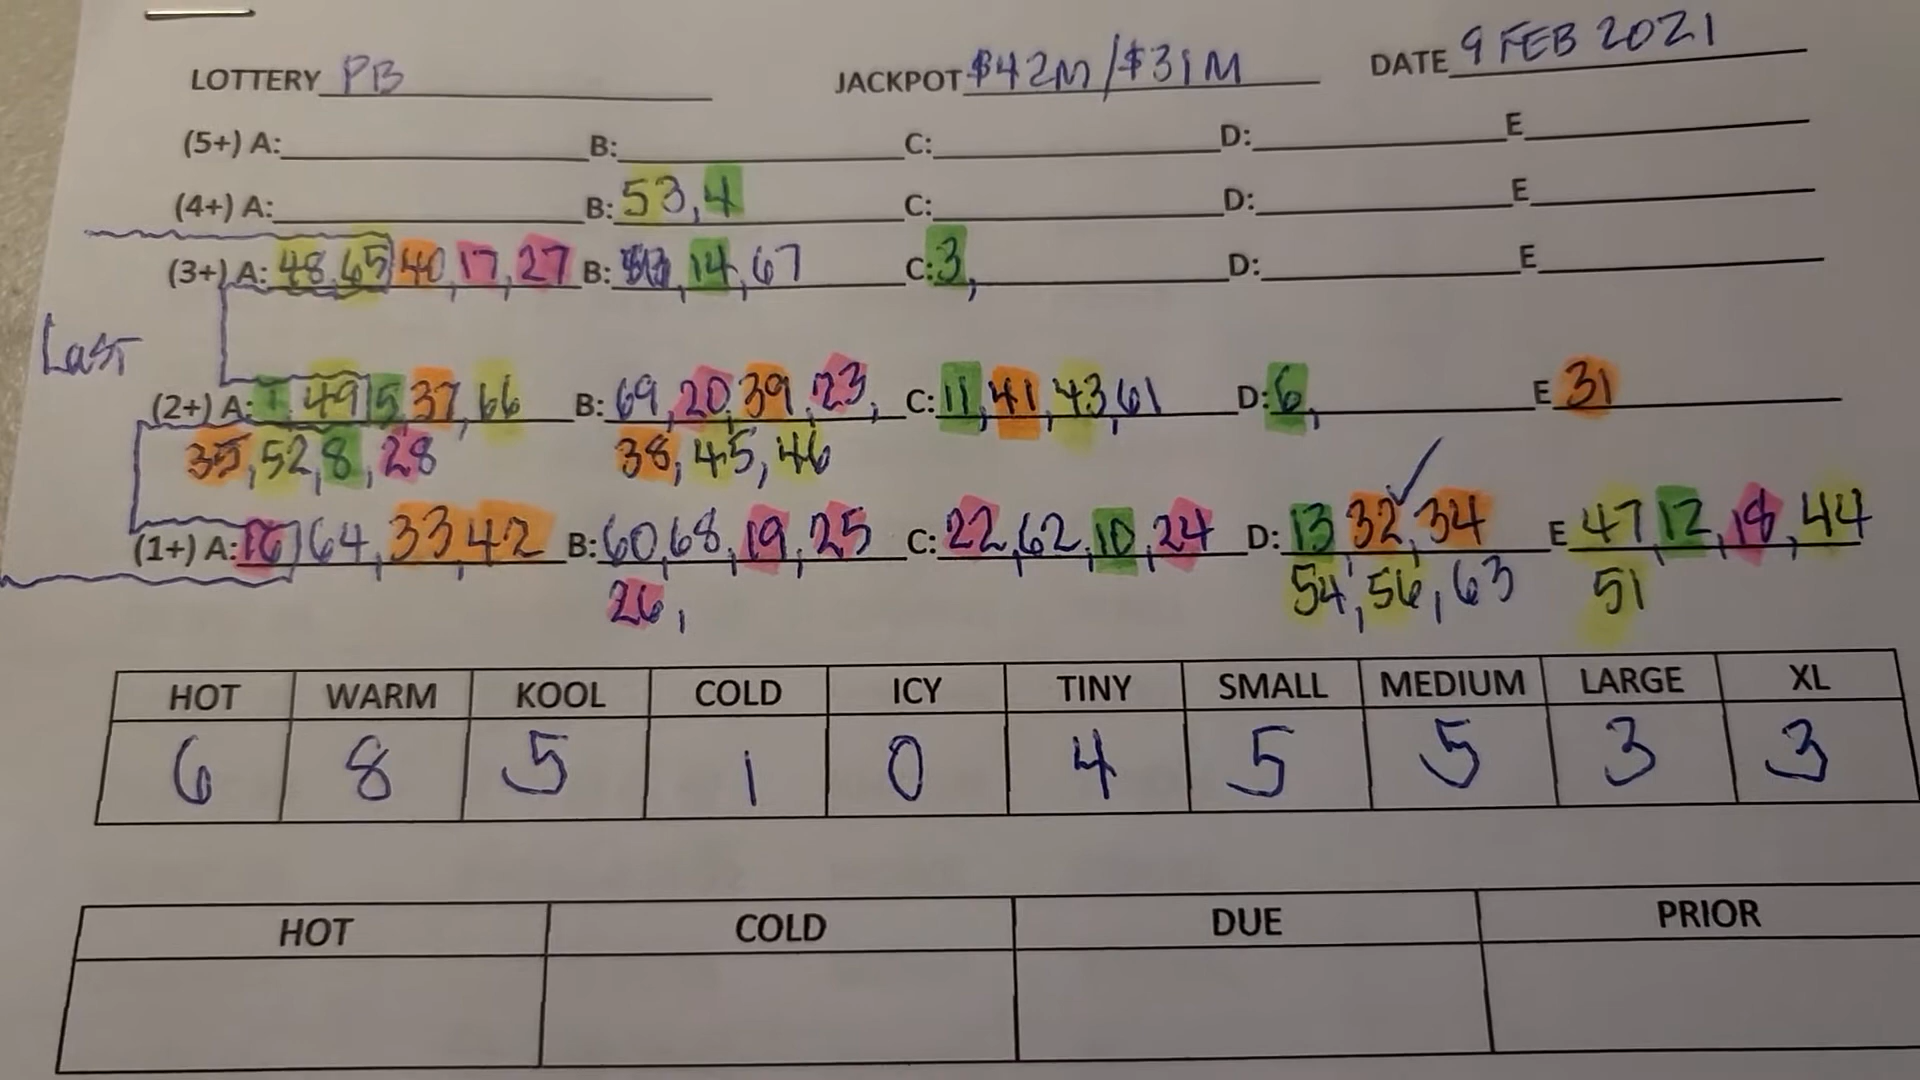 LOTTERY PB JACKPOT $42M/$31M DATE 9 FEB 2021
(5+) A: B: C: D: E
(4+) A: B: 53, 4 C: D: E
(3+) A: 48, 65, 40, 17, 27 B: , 14, 67 C: 3, D: E
Last
(2+) A: 1, 49, 5, 37, 66 B: 69, 20, 39, 23, C: 11, 41, 43, 61 D: 6, E 31
35, 52, 8, 28 38, 45, 46
(1+) A: 16, 64, 33, 42 B: 60, 68, 19, 25 C: 22, 62, 10, 24 D: 13, 32, 34 E 47, 12, 18, 44
26, 54, 56, 63 51
HOT WARM KOOL COLD ICY TINY SMALL MEDIUM LARGE XL
6 8 5 1 0 4 5 5 3 3
HOT COLD DUE PRIOR